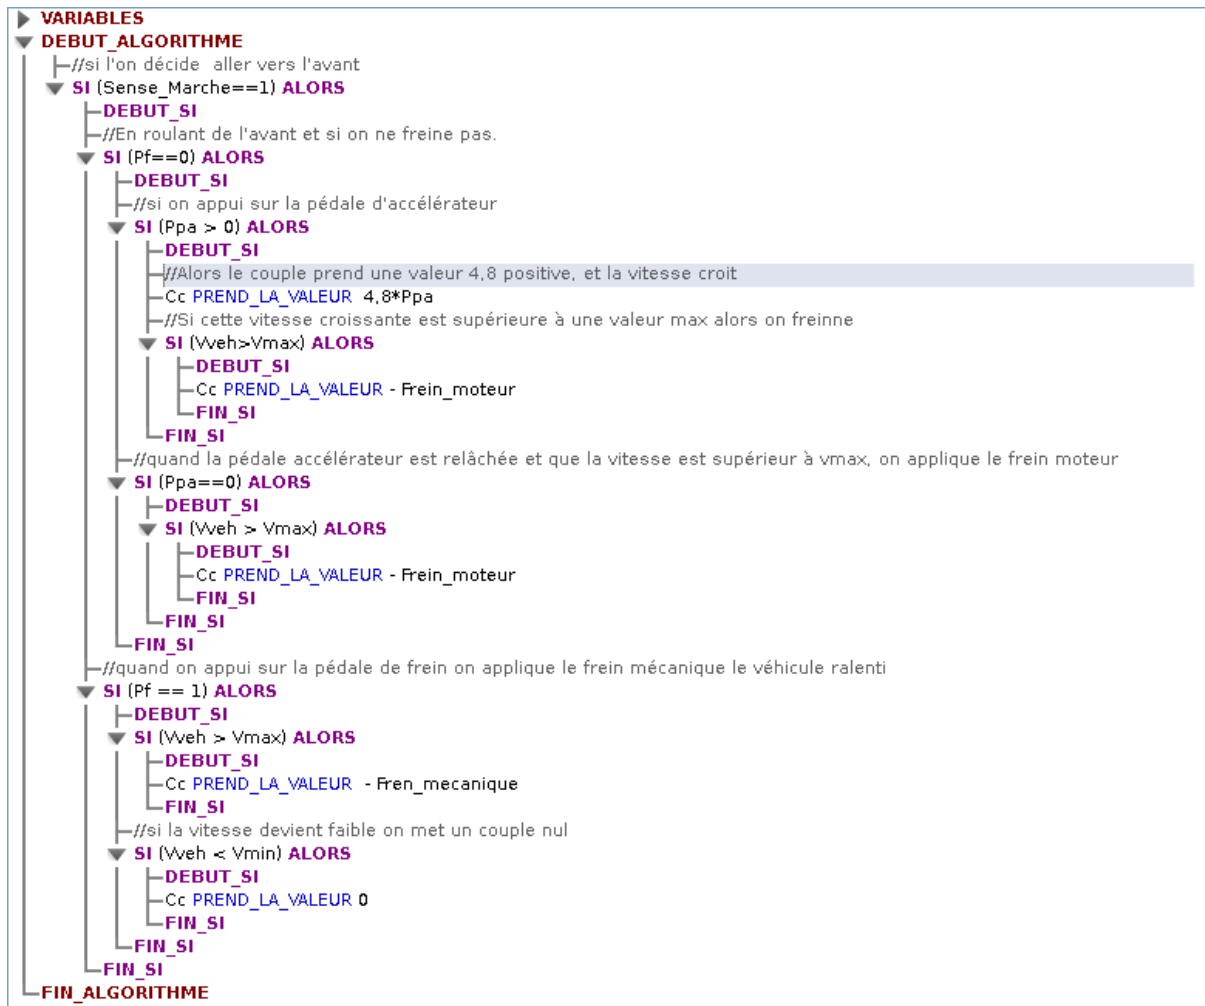 VARIABLES
DEBUT_ALGORITHME
//si l'on décide  aller vers l'avant
SI (Sense_Marche==1) ALORS
DEBUT_SI
//En roulant de l'avant et si on ne freine pas.
SI (Pf==0) ALORS
DEBUT_SI
//si on appui sur la pédale d'accélérateur
SI (Ppa > 0) ALORS
DEBUT_SI
//Alors le couple prend une valeur 4,8 positive, et la vitesse croit
Cc PREND_LA_VALEUR  4,8*Ppa
//Si cette vitesse croissante est supérieure à une valeur max alors on freinne
SI (Vveh>Vmax) ALORS
DEBUT_SI
Cc PREND_LA_VALEUR - Frein_moteur
FIN_SI
FIN_SI
//quand la pédale accélérateur est relâchée et que la vitesse est supérieur à vmax, on applique le frein moteur
SI (Ppa==0) ALORS
DEBUT_SI
SI (Vveh > Vmax) ALORS
DEBUT_SI
Cc PREND_LA_VALEUR - Frein_moteur
FIN_SI
FIN_SI
FIN_SI
//quand on appui sur la pédale de frein on applique le frein mécanique le véhicule ralenti
SI (Pf == 1) ALORS
DEBUT_SI
SI (Vveh > Vmax) ALORS
DEBUT_SI
Cc PREND_LA_VALEUR  - Fren_mecanique
FIN_SI
//si la vitesse devient faible on met un couple nul
SI (Vveh < Vmin) ALORS
DEBUT_SI
Cc PREND_LA_VALEUR 0
FIN_SI
FIN_SI
FIN_SI
FIN_ALGORITHME